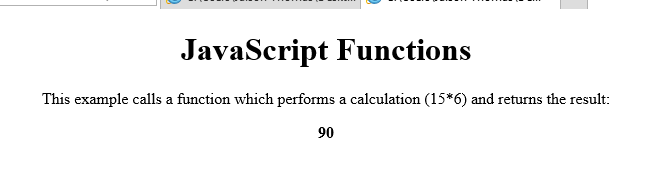 JavaScript Functions
This example calls a function which performs a calculation (15*6) and returns the result:
90